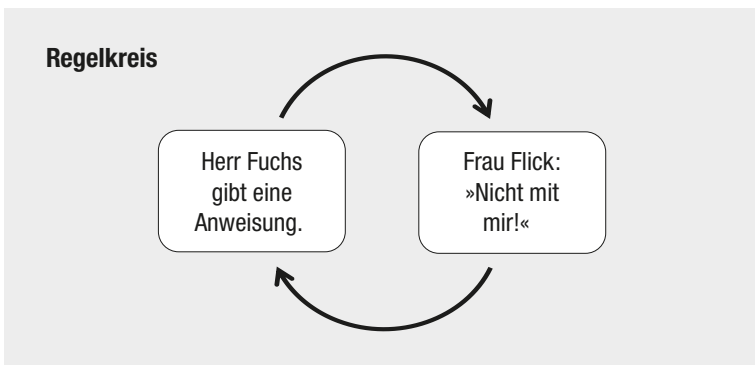 Regelkreis
Herr Fuchs
gibt eine
Anweisung.
Frau Flick:
»Nicht mit
mir!«